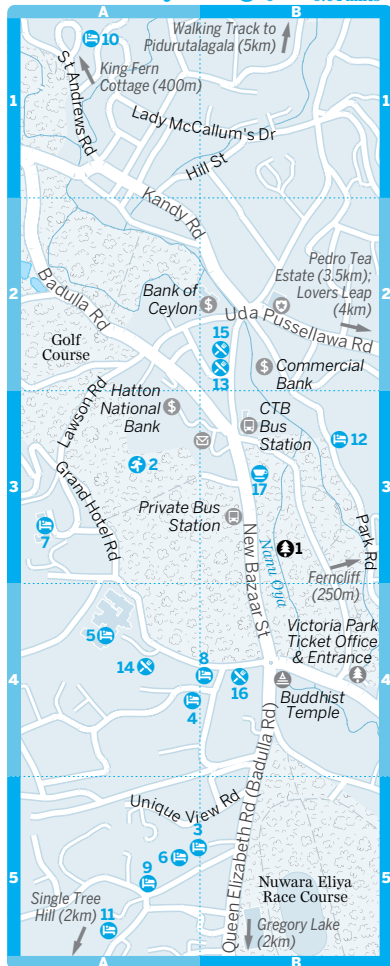 A
B
Walking Track to
Pidurutalagala (5km)
10
King Fern
Cottage (400m)
St Andrews Rd
1
1
Lady McCallum's Dr
Hill St
Kandy Rd
Pedro Tea
Estate (3.5km);
Lovers Leap
(4km)
Badulla Rd
Bank of
Ceylon
2
2
Uda Pussellawa Rd
Golf
Course
15
13
Commercial
Bank
Lawson Rd
Hatton
National
Bank
CTB
Bus
Station
12
2
17
3
3
Grand Hotel Rd
Private Bus
Station
7
New Bazaar St
Nanu Oya
1
Park Rd
Ferncliff
(250m)
Victoria Park
Ticket Office
& Entrance
5
14
8
16
4
4
4
Buddhist
Temple
Queen Elizabeth Rd (Badulla Rd)
Unique View Rd
3
6
9
5
5
Nuwara Eliya
Race Course
Single Tree
Hill (2km)
11
Gregory Lake
(2km)
A
B